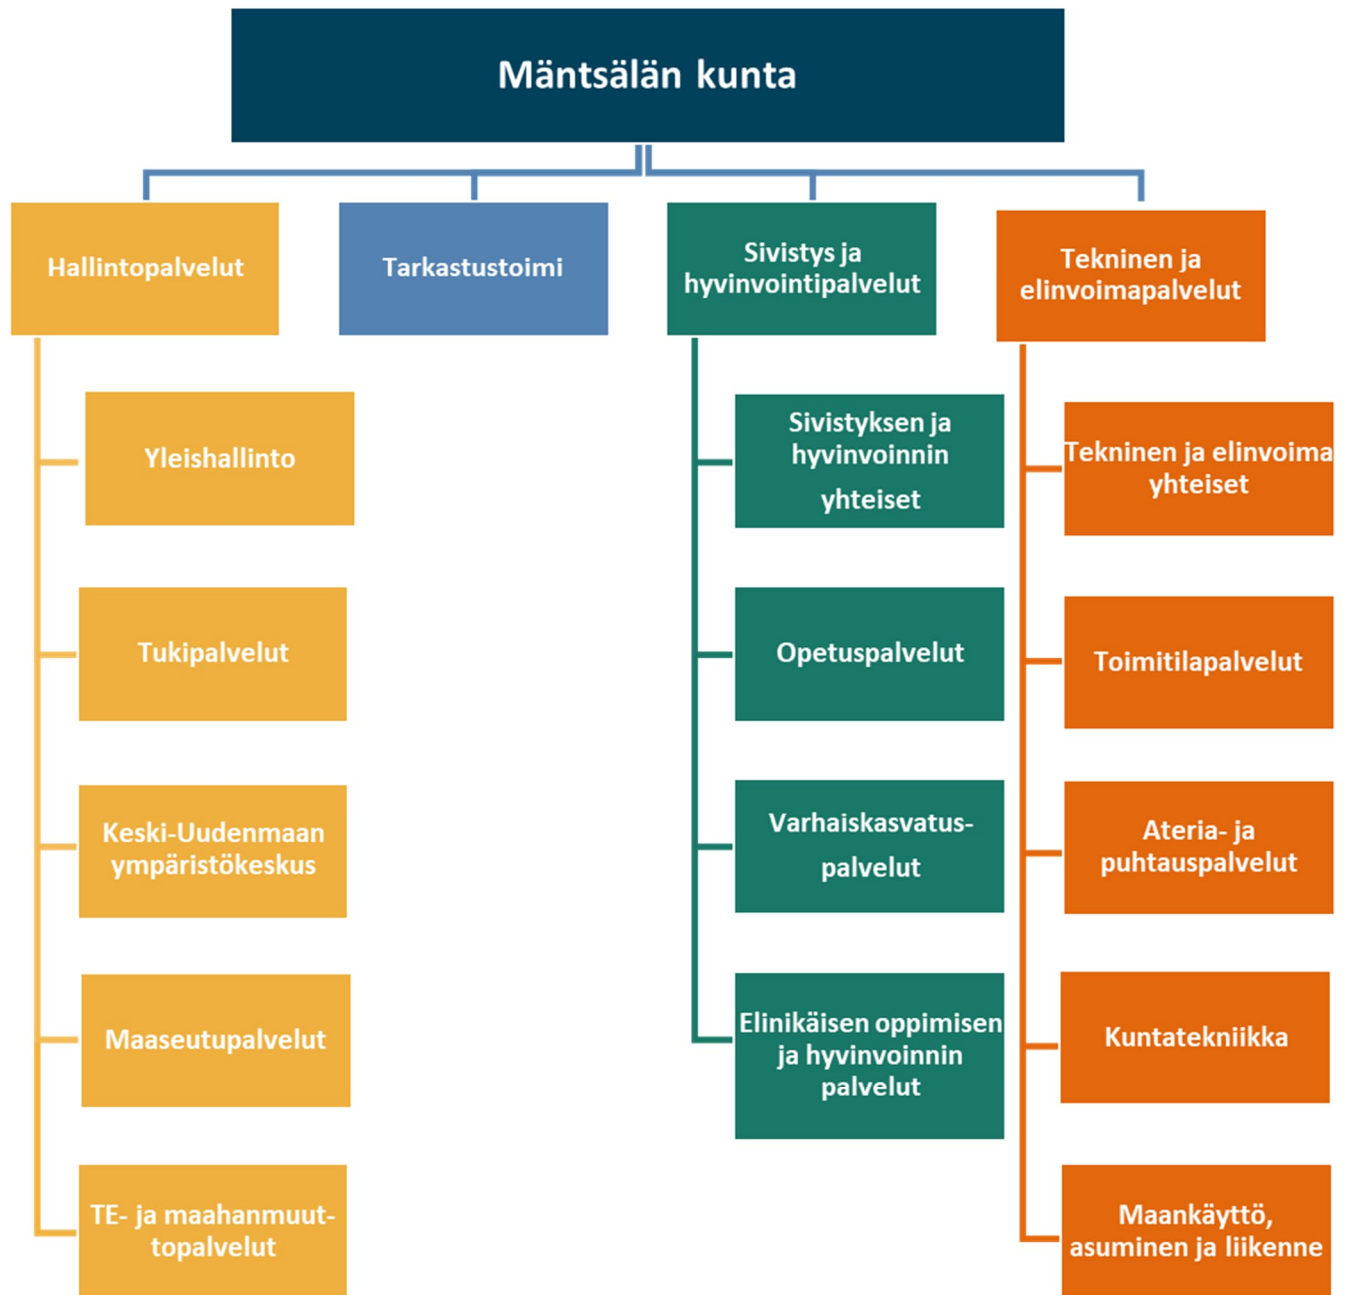 Mäntsälän kunta
Hallintopalvelut
Yleishallinto
Tukipalvelut
Keski-Uudenmaan
ympäristökeskus
Maaseutupalvelut
TE- ja maahanmuut-
topalvelut
Tarkastustoimi
Sivistys ja
hyvinvointipalvelut
Sivistyksen ja
hyvinvoinnin
yhteiset
Opetuspalvelut
Varhaiskasvatus-
palvelut
Elinikäisen oppimisen
ja hyvinvoinnin
palvelut
Tekninen ja
elinvoimapalvelut
Tekninen ja elinvoima
yhteiset
Toimitilapalvelut
Ateria- ja
puhtauspalvelut
Kuntatekniikka
Maankäyttö,
asuminen ja liikenne